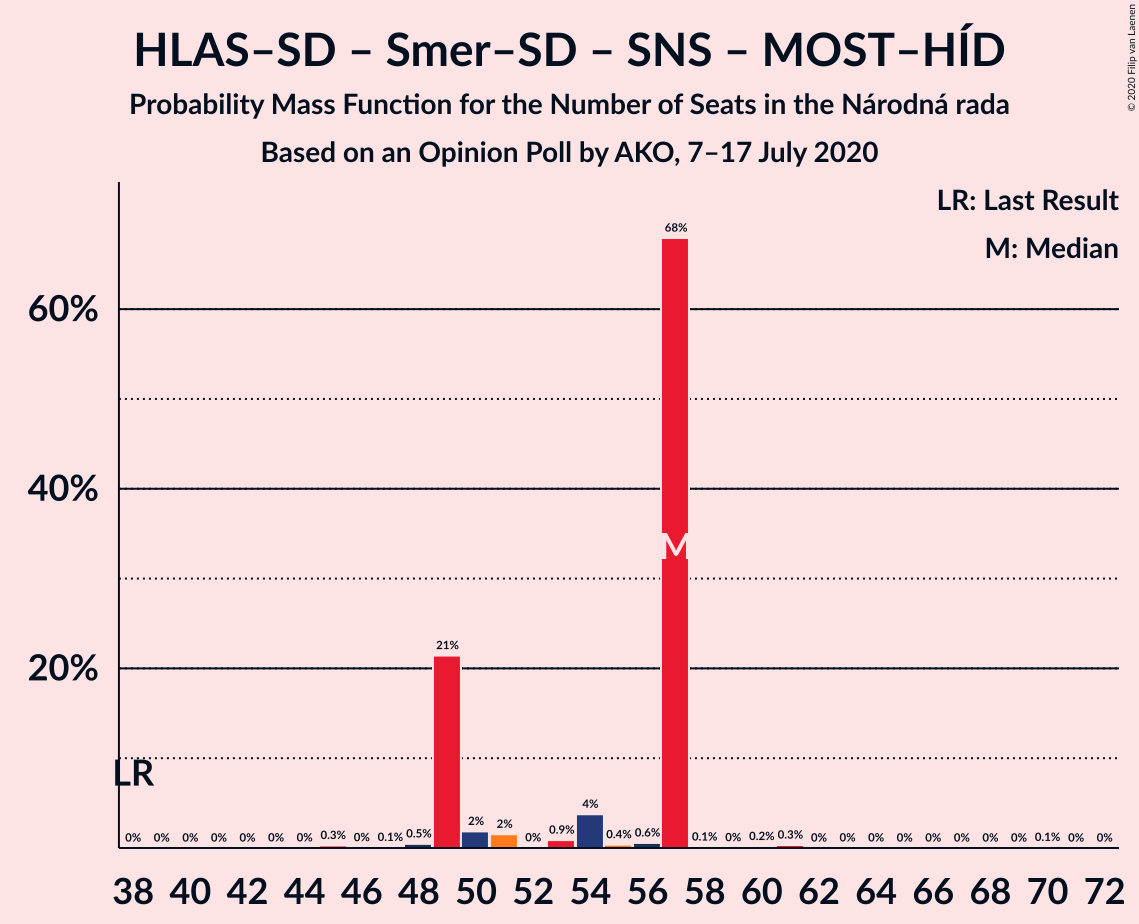 HLAS–SD – Smer–SD – SNS – MOST–HÍD
Probability Mass Function for the Number of Seats in the Národná rada
Based on an Opinion Poll by AKO, 7–17 July 2020
© 2020 Filip van Laenen
LR: Last Result
M: Median
68%
60%
M
40%
21%
20%
LR
0% 0% 0% 0% 0% 0% 0% 0.3% 0% 0.1% 0.5% 2% 2% 0% 0.9% 4% 0.4% 0.6% 0.1% 0% 0.2% 0.3% 0% 0% 0% 0% 0% 0% 0% 0% 0.1% 0% 0%
38 40 42 44 46 48 50 52 54 56 58 60 62 64 66 68 70 72